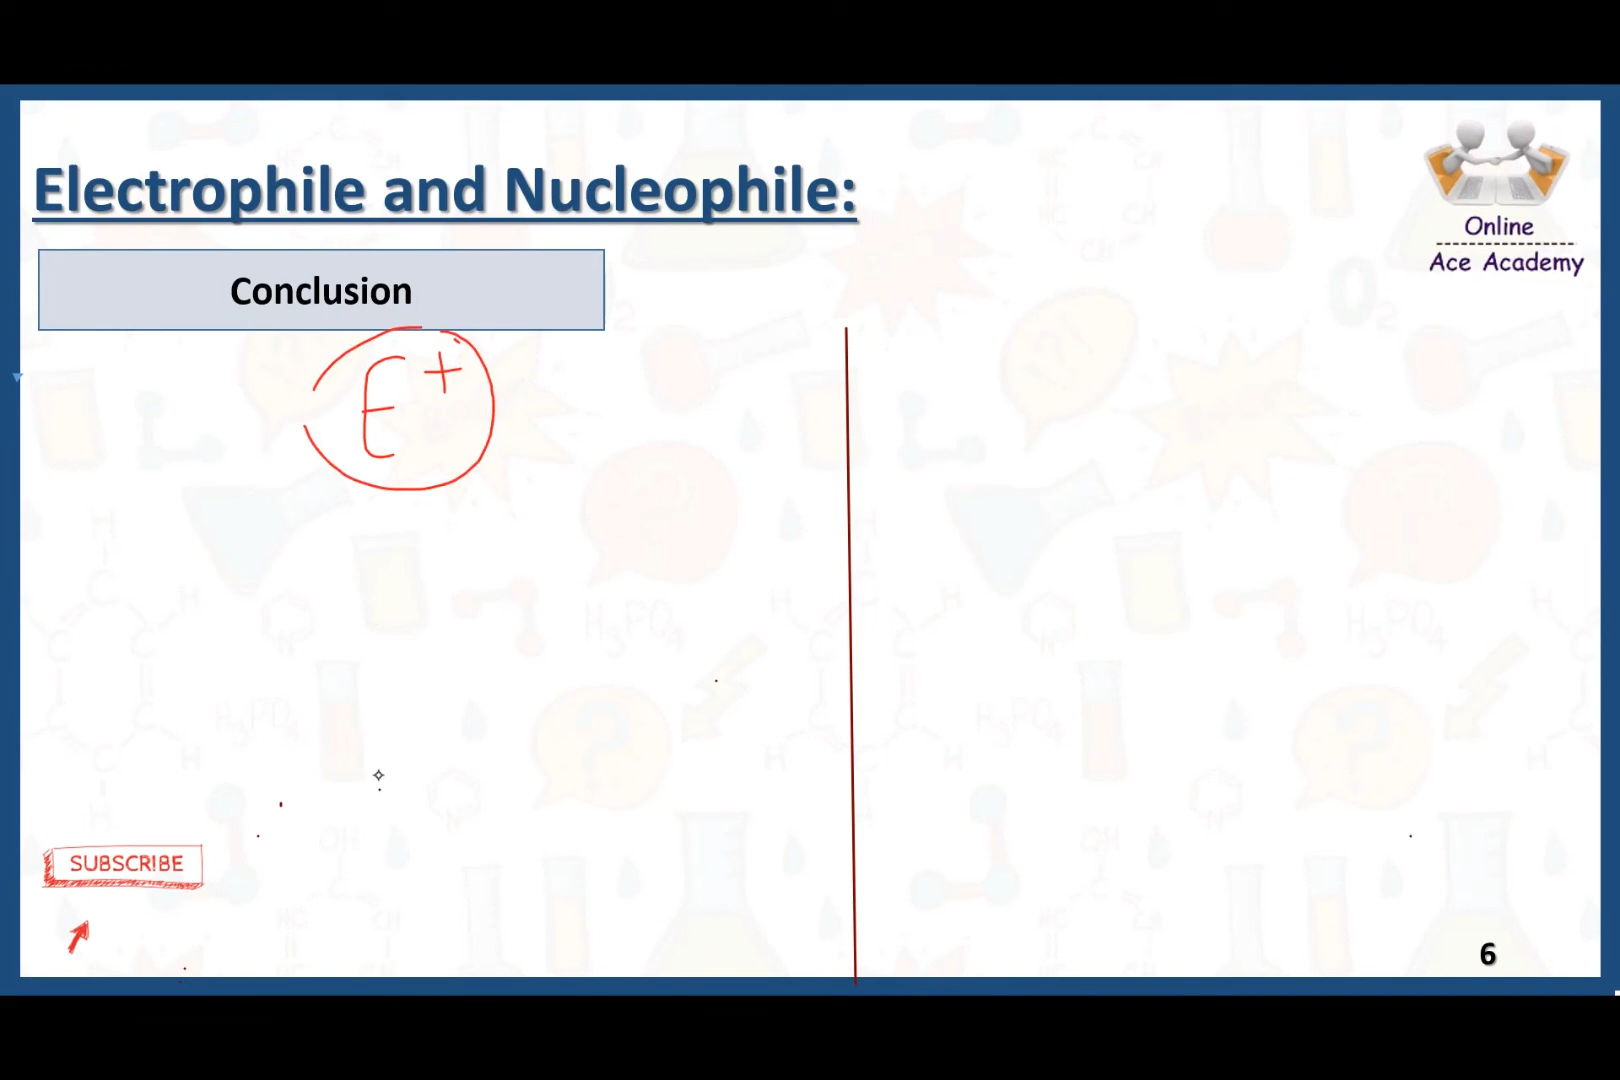 Electrophile and Nucleophile:
Online
Ace Academy
Conclusion
E+
SUBSCRIBE
6